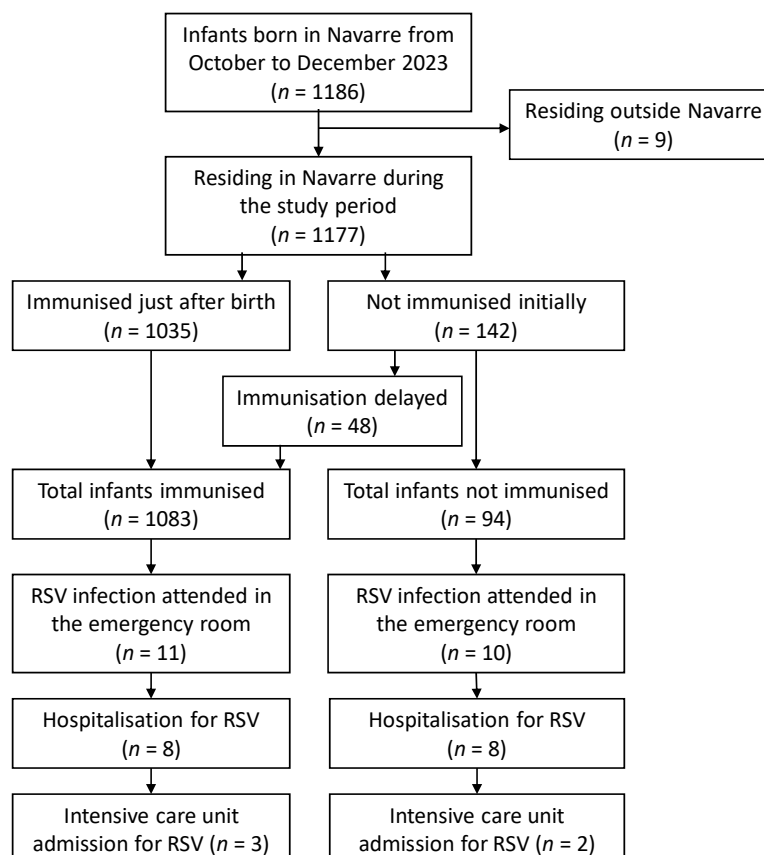 Infants born in Navarre from
October to December 2023
(n = 1186)
Residing outside Navarre
(n = 9)
Residing in Navarre during
the study period
(n = 1177)
Immunised just after birth
(n = 1035)
Not immunised initially
(n = 142)
Immunisation delayed
(n = 48)
Total infants immunised
(n = 1083)
Total infants not immunised
(n = 94)
RSV infection attended in
the emergency room
(n = 11)
RSV infection attended in
the emergency room
(n = 10)
Hospitalisation for RSV
(n = 8)
Hospitalisation for RSV
(n = 8)
Intensive care unit
admission for RSV (n = 3)
Intensive care unit
admission for RSV (n = 2)